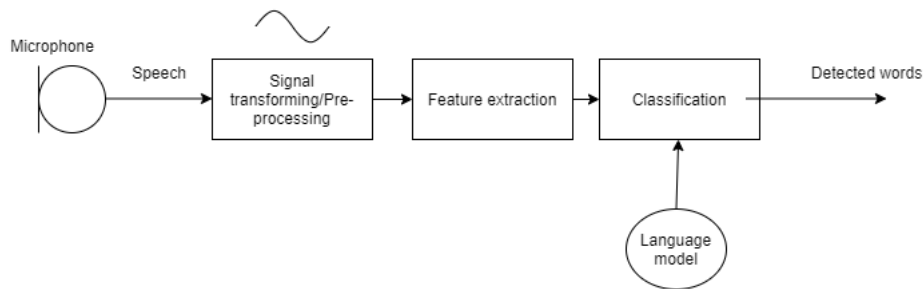 Microphone
Speech
Signal
transforming/Pre-
processing
Feature extraction
Classification
Detected words
Language
model